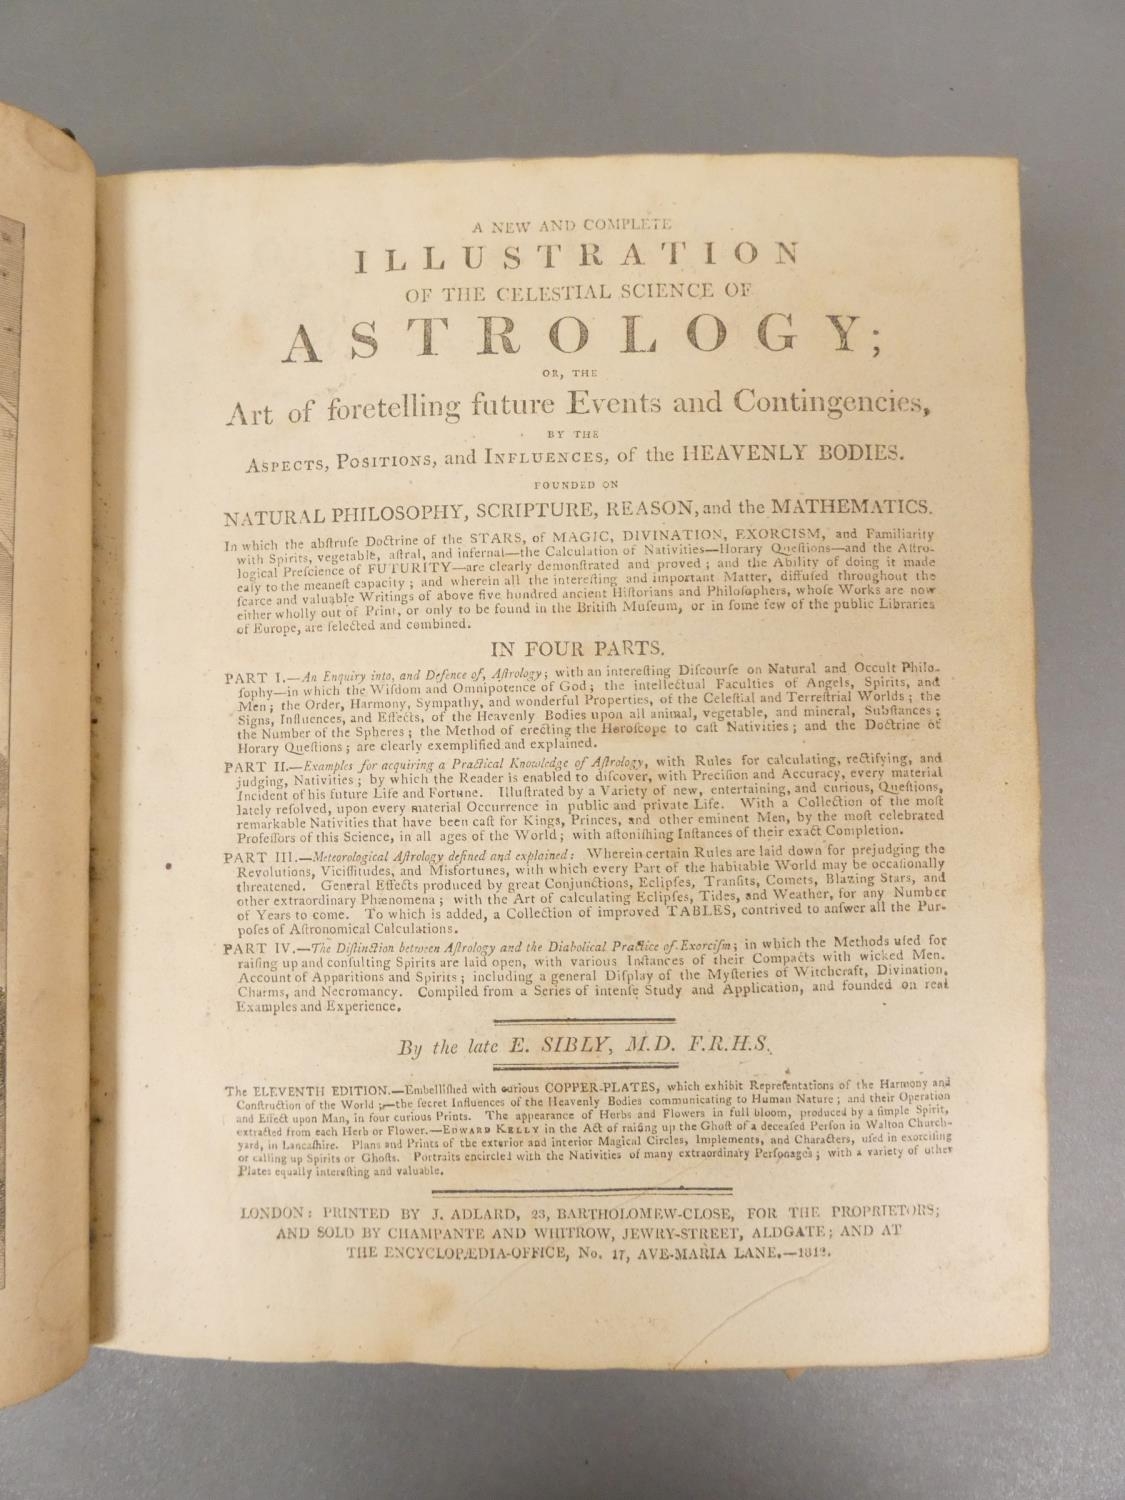 A NEW AND COMPLETE
ILLUSTRATION
OF THE CELESTIAL SCIENCE OF
ASTROLOGY;
OR, THE
Art of foretelling future Events and Contingencies,
BY THE
ASPECTS, POSITIONS, and INFLUENCES, of the HEAVENLY BODIES.
FOUNDED ON
NATURAL PHILOSOPHY, SCRIPTURE, REASON, and the MATHEMATICS.
In which the abſtruſe Doctrine of the STARS, of MAGIC, DIVINATION, EXORCISM, and Familiarity
with Spirits, vegetable, aſtral, and infernal—the Calculation of Nativities—Horary Queſtions—and the Aſtro-
logical Preſcience of FUTURITY—are clearly demonſtrated and proved; and the Ability of doing it made
eaſy to the meaneſt capacity; and wherein all the intereſting and important Matter, diffuſed throughout the
ſcarce and valuable Writings of above five hundred ancient Hiſtorians and Philoſophers, whoſe Works are now
either wholly out of Print, or only to be found in the Britiſh Muſeum, or in ſome few of the public Libraries
of Europe, are ſelected and combined.
IN FOUR PARTS.
PART I.—An Enquiry into, and Defence of, Aſtrology; with an intereſting Diſcourſe on Natural and Occult Philo-
ſophy—in which the Wiſdom and Omnipotence of God; the intellectual Faculties of Angels, Spirits, and
Men; the Order, Harmony, Sympathy, and wonderful Properties, of the Celeſtial and Terreſtrial Worlds; the
Signs, Influences, and Effects, of the Heavenly Bodies upon all animal, vegetable, and mineral, Subſtances;
the Number of the Spheres; the Method of erecting the Horoſcope to caſt Nativities; and the Doctrine of
Horary Queſtions; are clearly exemplified and explained.
PART II.—Examples for acquiring a Practical Knowledge of Aſtrology, with Rules for calculating, rectifying, and
judging, Nativities; by which the Reader is enabled to diſcover, with Preciſion and Accuracy, every material
Incident of his future Life and Fortune. Illuſtrated by a Variety of new, entertaining, and curious, Queſtions,
lately reſolved, upon every material Occurrence in public and private Life. With a Collection of the moſt
remarkable Nativities that have been caſt for Kings, Princes, and other eminent Men, by the moſt celebrated
Profeſſors of this Science, in all ages of the World; with aſtoniſhing Inſtances of their exact Completion.
PART III.—Meteorological Aſtrology defined and explained: Wherein certain Rules are laid down for prejudging the
Revolutions, Viciſſitudes, and Misfortunes, with which every Part of the habitable World may be occaſionally
threatened. General Effects produced by great Conjunctions, Eclipſes, Tranſits, Comets, Blazing Stars, and
other extraordinary Phænomena; with the Art of calculating Eclipſes, Tides, and Weather, for any Number
of Years to come. To which is added, a Collection of improved TABLES, contrived to anſwer all the Pur-
poſes of Aſtronomical Calculations.
PART IV.—The Diſtinction between Aſtrology and the Diabolical Practice of Exorciſm; in which the Methods uſed for
raiſing up and conſulting Spirits are laid open, with various Inſtances of their Compacts with wicked Men.
Account of Apparitions and Spirits; including a general Diſplay of the Myſteries of Witchcraft, Divination,
Charms, and Necromancy. Compiled from a Series of intenſe Study and Application, and founded on real
Examples and Experience.
By the late E. SIBLY, M.D. F.R.H.S.
The ELEVENTH EDITION.—Embelliſhed with curious COPPER-PLATES, which exhibit Repreſentations of the Harmony and
Conſtruction of the World;—the ſecret Influences of the Heavenly Bodies communicating to Human Nature; and their Operation
and Effect upon Man, in four curious Prints. The appearance of Herbs and Flowers in full bloom, produced by a ſimple Spirit,
extracted from each Herb or Flower.—EDWARD KELLY in the Act of raiſing up the Ghoſt of a deceaſed Perſon in Walton Church-
yard, in Lancaſhire. Plans and Prints of the exterior and interior Magical Circles, Implements, and Characters, uſed in exorciſing
or calling up Spirits or Ghoſts. Portraits encircled with the Nativities of many extraordinary Perſonages; with a variety of other
Plates equally intereſting and valuable.
LONDON: PRINTED BY J. ADLARD, 23, BARTHOLOMEW-CLOSE, FOR THE PROPRIETORS;
AND SOLD BY CHAMPANTE AND WHITROW, JEWRY-STREET, ALDGATE; AND AT
THE ENCYCLOPÆDIA-OFFICE, No. 17, AVE-MARIA LANE.—1812.